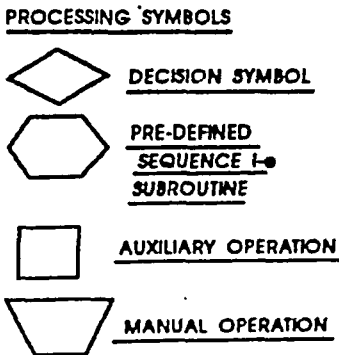 PROCESSING SYMBOLS
DECISION SYMBOL
PRE-DEFINED
SEQUENCE i-e
SUBROUTINE
AUXILIARY OPERATION
MANUAL OPERATION